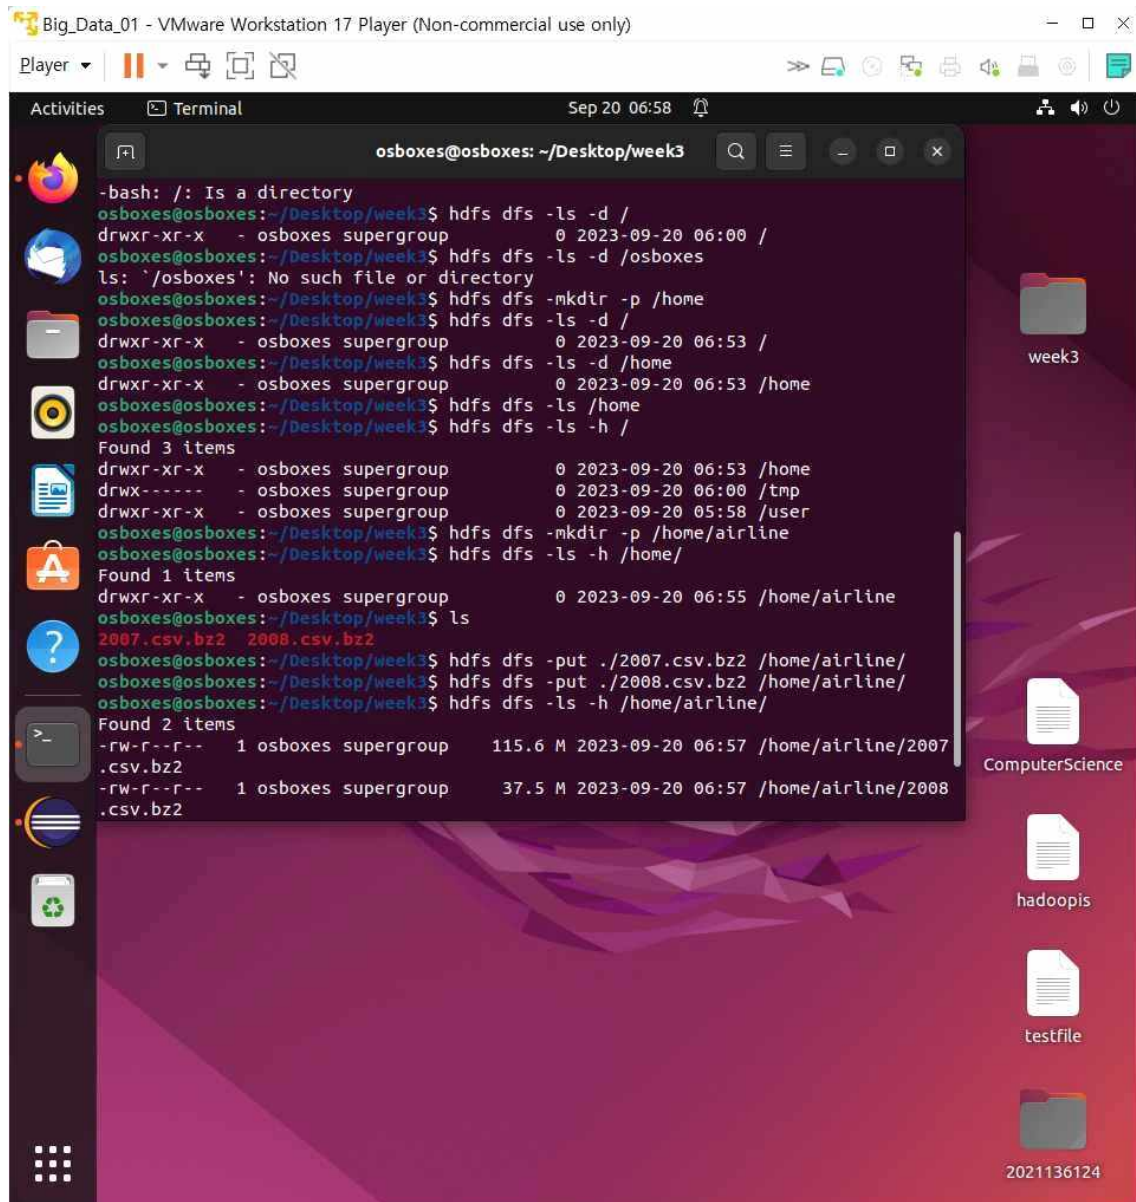 Big_Data_01 - VMware Workstation 17 Player (Non-commercial use only)
Player
Activities Terminal Sep 20 06:58
osboxes@osboxes: ~/Desktop/week3
-bash: /: Is a directory
osboxes@osboxes:~/Desktop/week3$ hdfs dfs -ls -d /
drwxr-xr-x   - osboxes supergroup          0 2023-09-20 06:00 /
osboxes@osboxes:~/Desktop/week3$ hdfs dfs -ls -d /osboxes
ls: `/osboxes': No such file or directory
osboxes@osboxes:~/Desktop/week3$ hdfs dfs -mkdir -p /home
osboxes@osboxes:~/Desktop/week3$ hdfs dfs -ls -d /
drwxr-xr-x   - osboxes supergroup          0 2023-09-20 06:53 /
osboxes@osboxes:~/Desktop/week3$ hdfs dfs -ls -d /home
drwxr-xr-x   - osboxes supergroup          0 2023-09-20 06:53 /home
osboxes@osboxes:~/Desktop/week3$ hdfs dfs -ls /home
osboxes@osboxes:~/Desktop/week3$ hdfs dfs -ls -h /
Found 3 items
drwxr-xr-x   - osboxes supergroup          0 2023-09-20 06:53 /home
drwx------   - osboxes supergroup          0 2023-09-20 06:00 /tmp
drwxr-xr-x   - osboxes supergroup          0 2023-09-20 05:58 /user
osboxes@osboxes:~/Desktop/week3$ hdfs dfs -mkdir -p /home/airline
osboxes@osboxes:~/Desktop/week3$ hdfs dfs -ls -h /home/
Found 1 items
drwxr-xr-x   - osboxes supergroup          0 2023-09-20 06:55 /home/airline
osboxes@osboxes:~/Desktop/week3$ ls
2007.csv.bz2  2008.csv.bz2
osboxes@osboxes:~/Desktop/week3$ hdfs dfs -put ./2007.csv.bz2 /home/airline/
osboxes@osboxes:~/Desktop/week3$ hdfs dfs -put ./2008.csv.bz2 /home/airline/
osboxes@osboxes:~/Desktop/week3$ hdfs dfs -ls -h /home/airline/
Found 2 items
-rw-r--r--   1 osboxes supergroup    115.6 M 2023-09-20 06:57 /home/airline/2007
.csv.bz2
-rw-r--r--   1 osboxes supergroup     37.5 M 2023-09-20 06:57 /home/airline/2008
.csv.bz2
week3
ComputerScience
hadoopis
testfile
2021136124